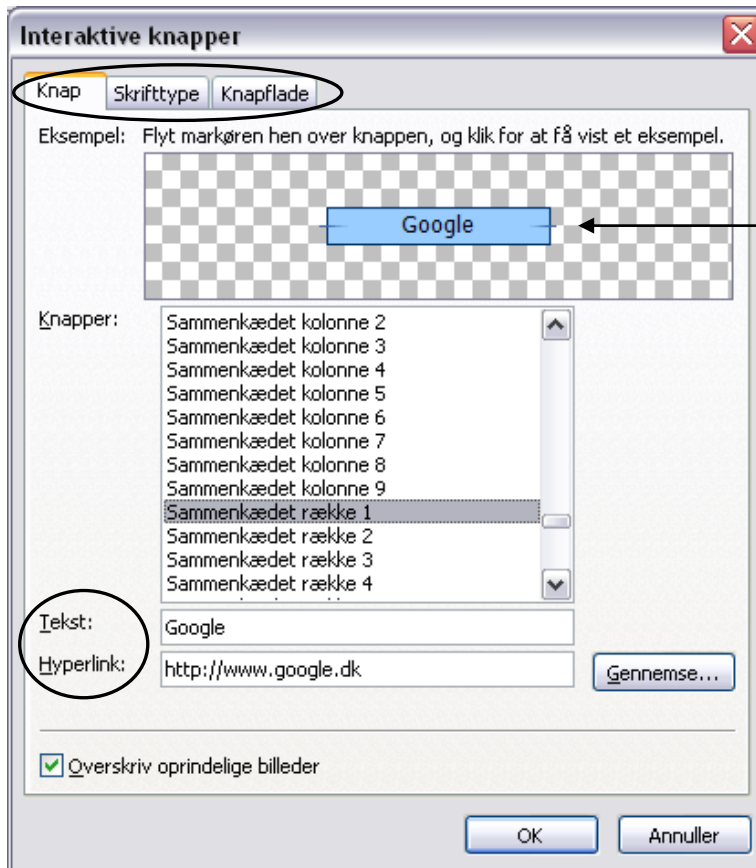 Interaktive knapper
Knap Skrifttype Knapflade
Eksempel: Flyt markøren hen over knappen, og klik for at få vist et eksempel.
Google
Knapper:
Sammenkædet kolonne 2
Sammenkædet kolonne 3
Sammenkædet kolonne 4
Sammenkædet kolonne 5
Sammenkædet kolonne 6
Sammenkædet kolonne 7
Sammenkædet kolonne 8
Sammenkædet kolonne 9
Sammenkædet række 1
Sammenkædet række 2
Sammenkædet række 3
Sammenkædet række 4
Tekst: Google
Hyperlink: http://www.google.dk Gennemse...
Overskriv oprindelige billeder
OK Annuller